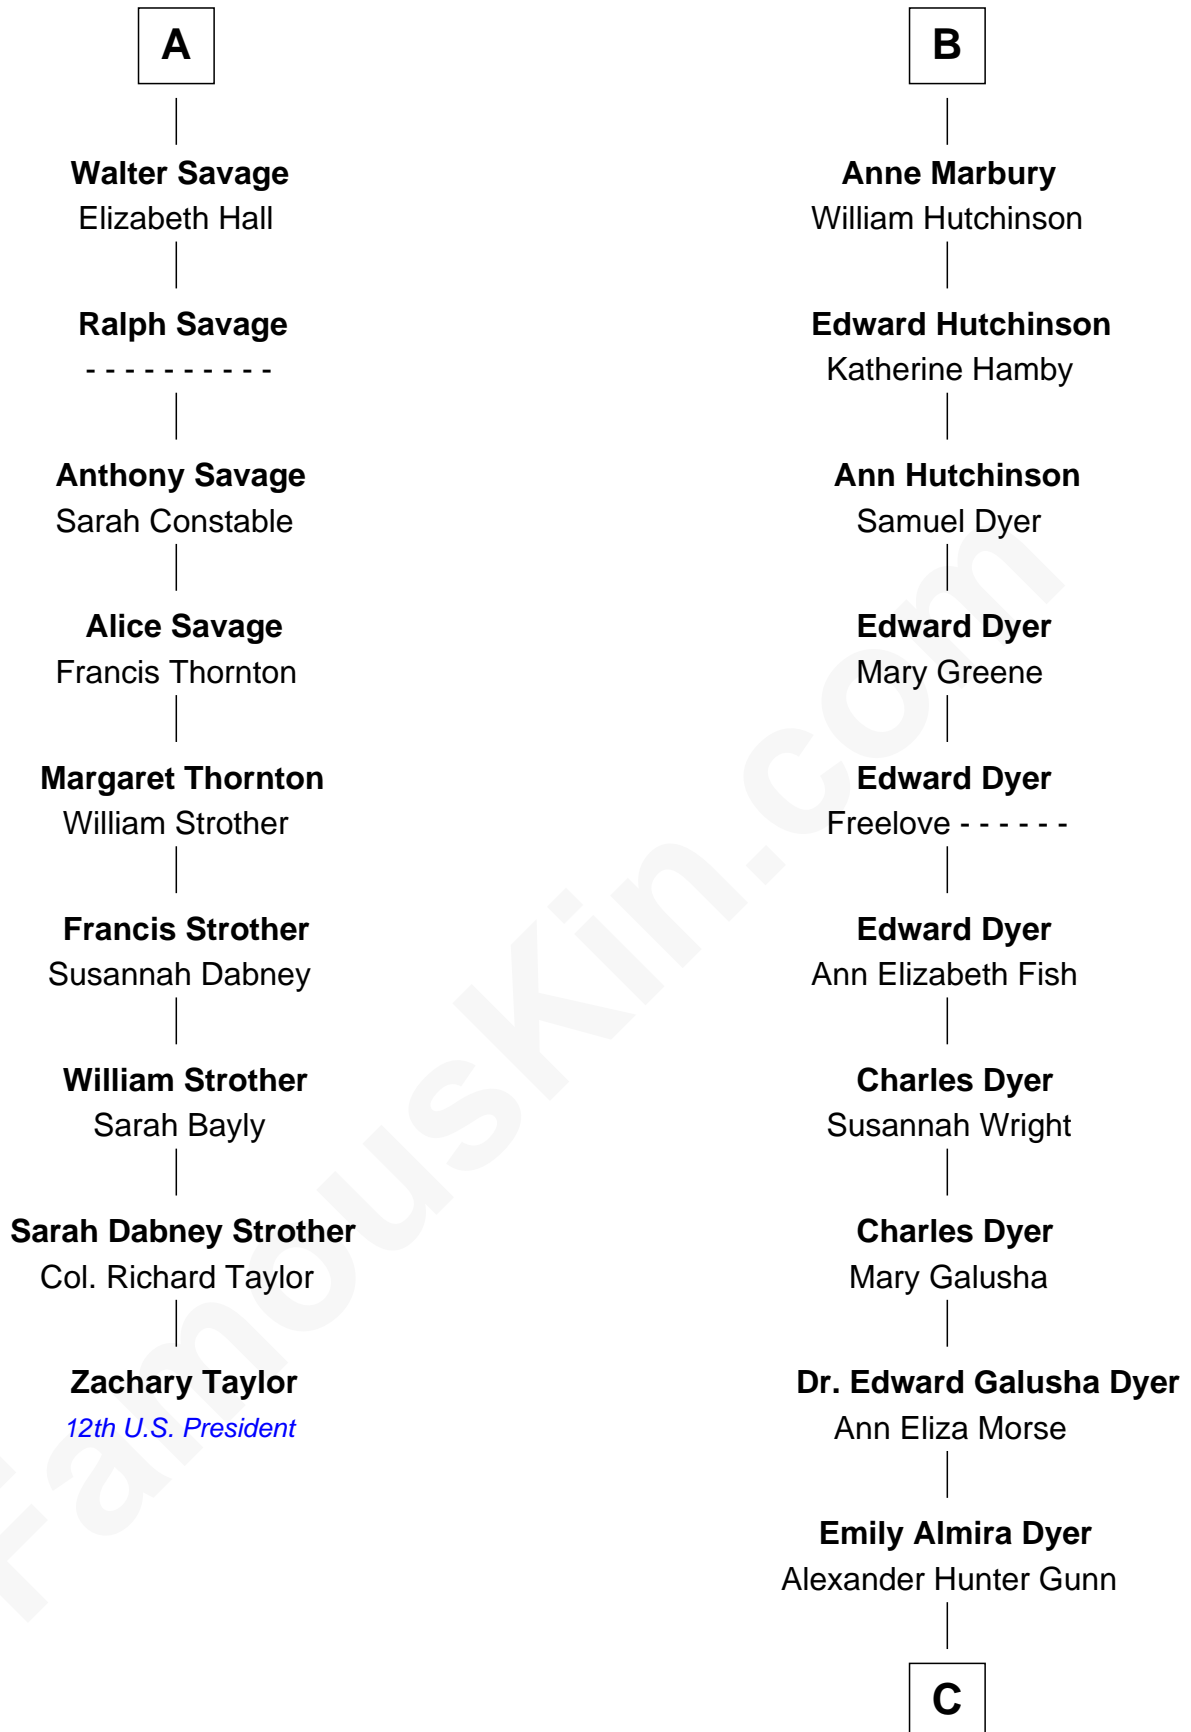 A
Walter Savage
Elizabeth Hall
Ralph Savage
- - - - - - - - - -
Anthony Savage
Sarah Constable
Alice Savage
Francis Thornton
Margaret Thornton
William Strother
Francis Strother
Susannah Dabney
William Strother
Sarah Bayly
Sarah Dabney Strother
Col. Richard Taylor
Zachary Taylor
12th U.S. President
B
Anne Marbury
William Hutchinson
Edward Hutchinson
Katherine Hamby
Ann Hutchinson
Samuel Dyer
Edward Dyer
Mary Greene
Edward Dyer
Freelove - - - - - -
Edward Dyer
Ann Elizabeth Fish
Charles Dyer
Susannah Wright
Charles Dyer
Mary Galusha
Dr. Edward Galusha Dyer
Ann Eliza Morse
Emily Almira Dyer
Alexander Hunter Gunn
C
FamousKin.com